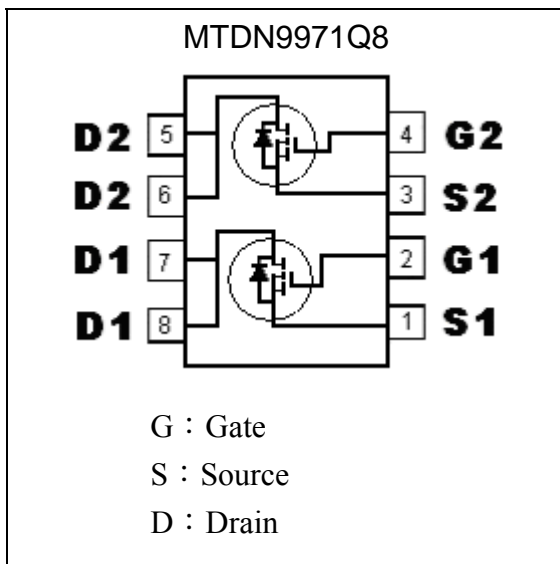 MTDN9971Q8
D2 5 4 G2
D2 6 3 S2
D1 7 2 G1
D1 8 1 S1
G：Gate
S：Source
D：Drain